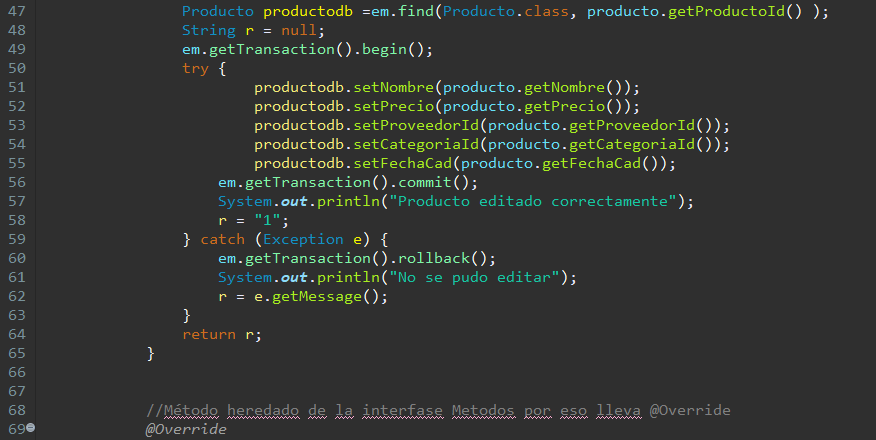 47 Producto productodb =em.find(Producto.class, producto.getProductoId() );
48 String r = null;
49 em.getTransaction().begin();
50 try {
51 productodb.setNombre(producto.getNombre());
52 productodb.setPrecio(producto.getPrecio());
53 productodb.setProveedorId(producto.getProveedorId());
54 productodb.setCategoriaId(producto.getCategoriaId());
55 productodb.setFechaCad(producto.getFechaCad());
56 em.getTransaction().commit();
57 System.out.println("Producto editado correctamente");
58 r = "1";
59 } catch (Exception e) {
60 em.getTransaction().rollback();
61 System.out.println("No se pudo editar");
62 r = e.getMessage();
63 }
64 return r;
65 }
66
67
68 //Método heredado de la interfase Metodos por eso lleva @Override
69 @Override